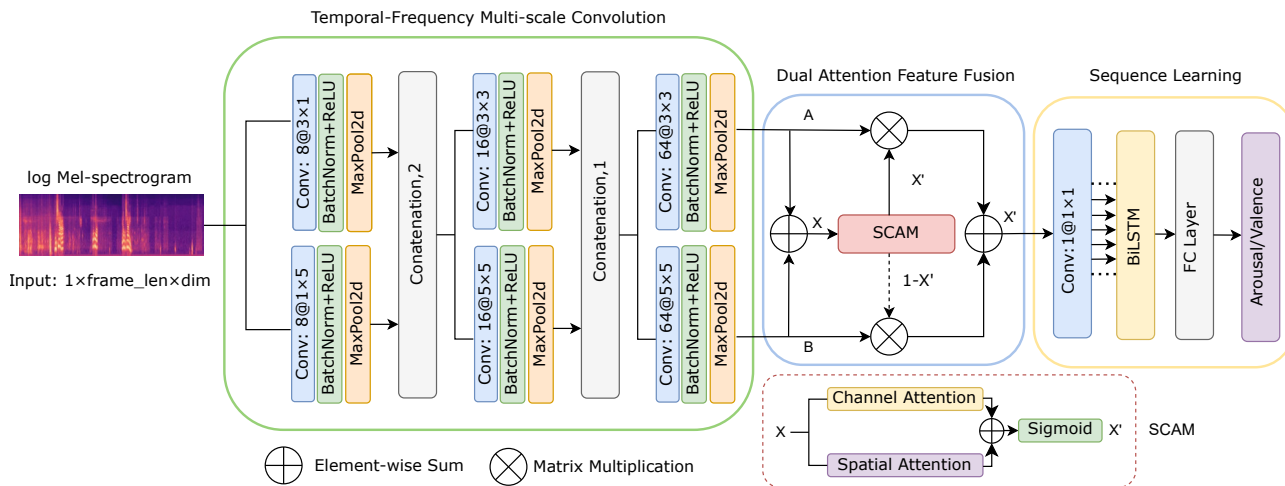 Temporal-Frequency Multi-scale Convolution
Dual Attention Feature Fusion
Sequence Learning
log Mel-spectrogram
Input: 1×frame_len×dim
Conv: 8@3×1
BatchNorm+ReLU
MaxPool2d
Conv: 8@1×5
BatchNorm+ReLU
MaxPool2d
Concatenation,2
Conv: 16@3×3
BatchNorm+ReLU
MaxPool2d
Conv: 16@5×5
BatchNorm+ReLU
MaxPool2d
Concatenation,1
Conv: 64@3×3
BatchNorm+ReLU
MaxPool2d
Conv: 64@5×5
BatchNorm+ReLU
MaxPool2d
A
X'
X
SCAM
X'
1-X'
B
Conv:1@1×1
BiLSTM
FC Layer
Arousal/Valence
Channel Attention
X
Sigmoid
X'
SCAM
Spatial Attention
Element-wise Sum
Matrix Multiplication